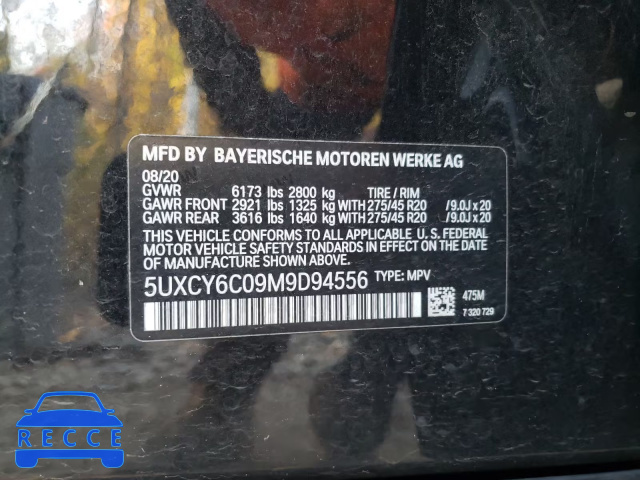 MFD BY BAYERISCHE MOTOREN WERKE AG
08/20
GVWR 6173 lbs 2800 kg TIRE / RIM
GAWR FRONT 2921 lbs 1325 kg WITH 275/45 R20 /9.0J x 20
GAWR REAR 3616 lbs 1640 kg WITH 275/45 R20 /9.0J x 20
THIS VEHICLE CONFORMS TO ALL APPLICABLE U. S. FEDERAL
MOTOR VEHICLE SAFETY STANDARDS IN EFFECT ON THE DATE
OF MANUFACTURE SHOWN ABOVE.
5UXCY6C09M9D94556 TYPE: MPV
475M
7 320 729
RECCE